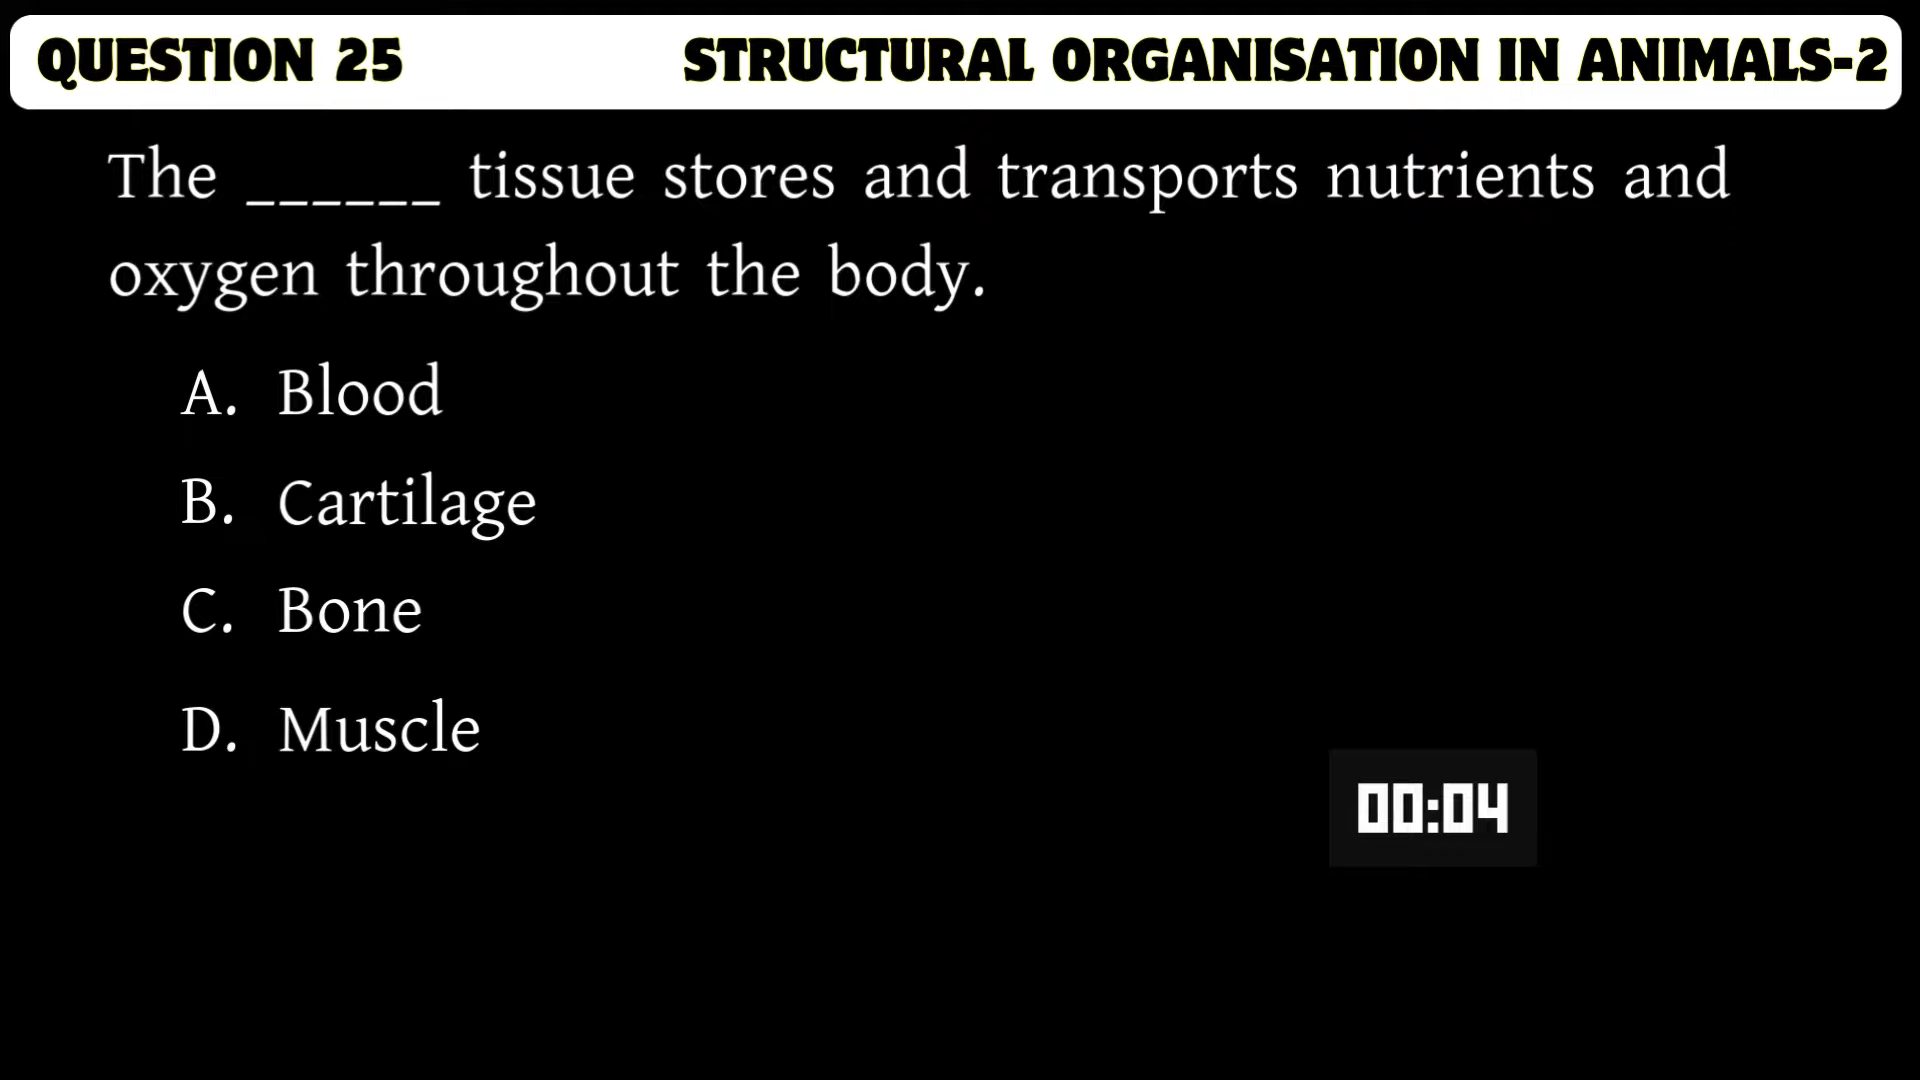 QUESTION 25 STRUCTURAL ORGANISATION IN ANIMALS-2
The ______ tissue stores and transports nutrients and
oxygen throughout the body.
A. Blood
B. Cartilage
C. Bone
D. Muscle
00:04